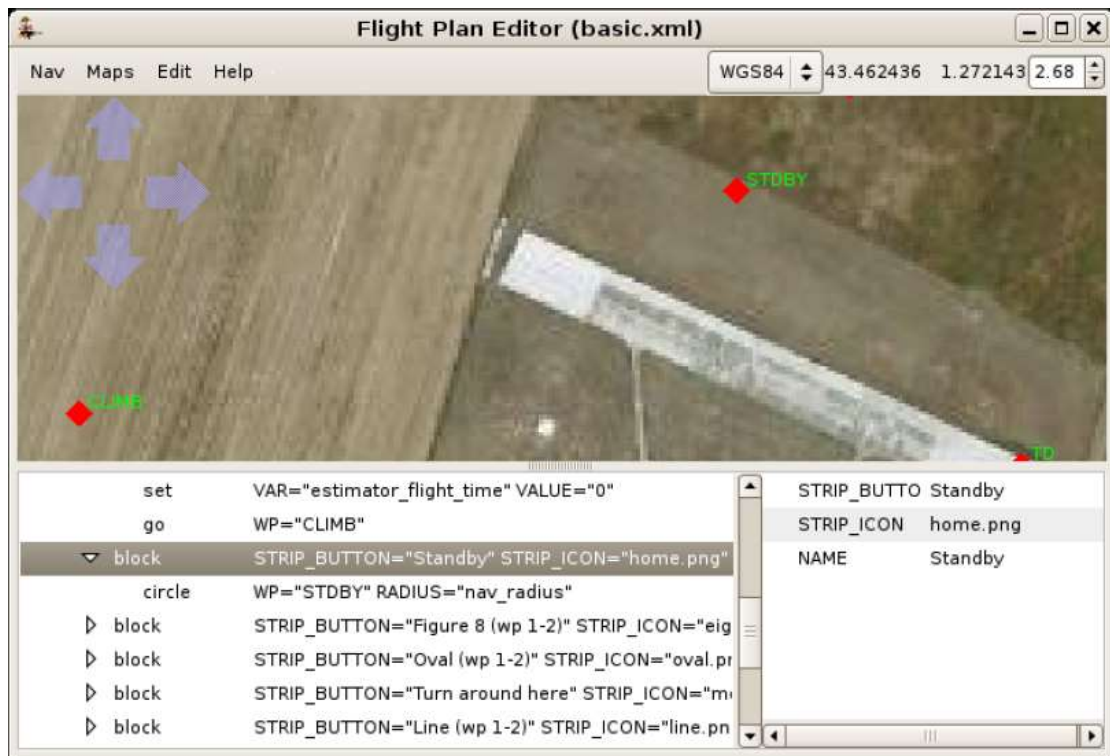 Flight Plan Editor (basic.xml)
Nav Maps Edit Help WGS84 43.462436 1.272143 2.68
STDBY
CLIMB
TD
set VAR="estimator_flight_time" VALUE="0"
go WP="CLIMB"
block STRIP_BUTTON="Standby" STRIP_ICON="home.png"
circle WP="STDBY" RADIUS="nav_radius"
block STRIP_BUTTON="Figure 8 (wp 1-2)" STRIP_ICON="eig
block STRIP_BUTTON="Oval (wp 1-2)" STRIP_ICON="oval.pr
block STRIP_BUTTON="Turn around here" STRIP_ICON="m
block STRIP_BUTTON="Line (wp 1-2)" STRIP_ICON="line.pn
STRIP_BUTTO Standby
STRIP_ICON home.png
NAME Standby